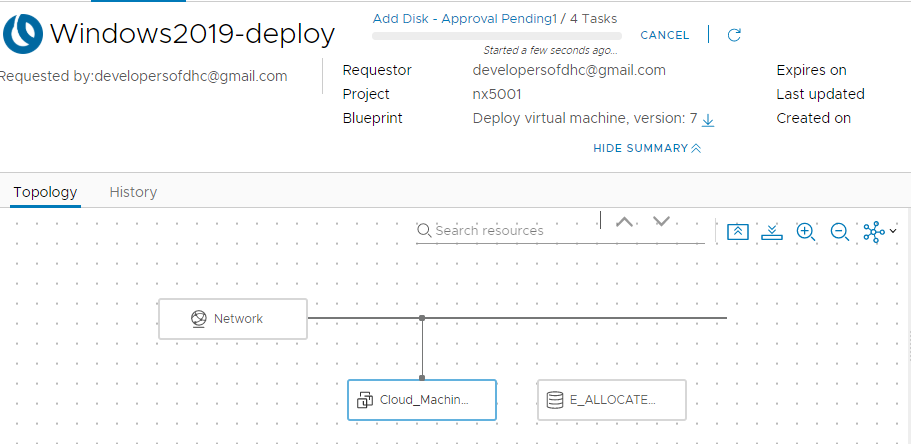 Windows2019-deploy
Add Disk - Approval Pending1 / 4 Tasks
CANCEL
Started a few seconds ago...
Requested by:developersofdhc@gmail.com
Requestor developersofdhc@gmail.com Expires on
Project nx5001 Last updated
Blueprint Deploy virtual machine, version: 7 Created on
HIDE SUMMARY
Topology History
Search resources
Network
Cloud_Machin... E_ALLOCATE...